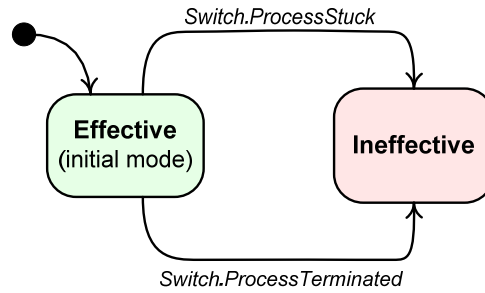 Switch.ProcessStuck
Effective
(initial mode)
Ineffective
Switch.ProcessTerminated